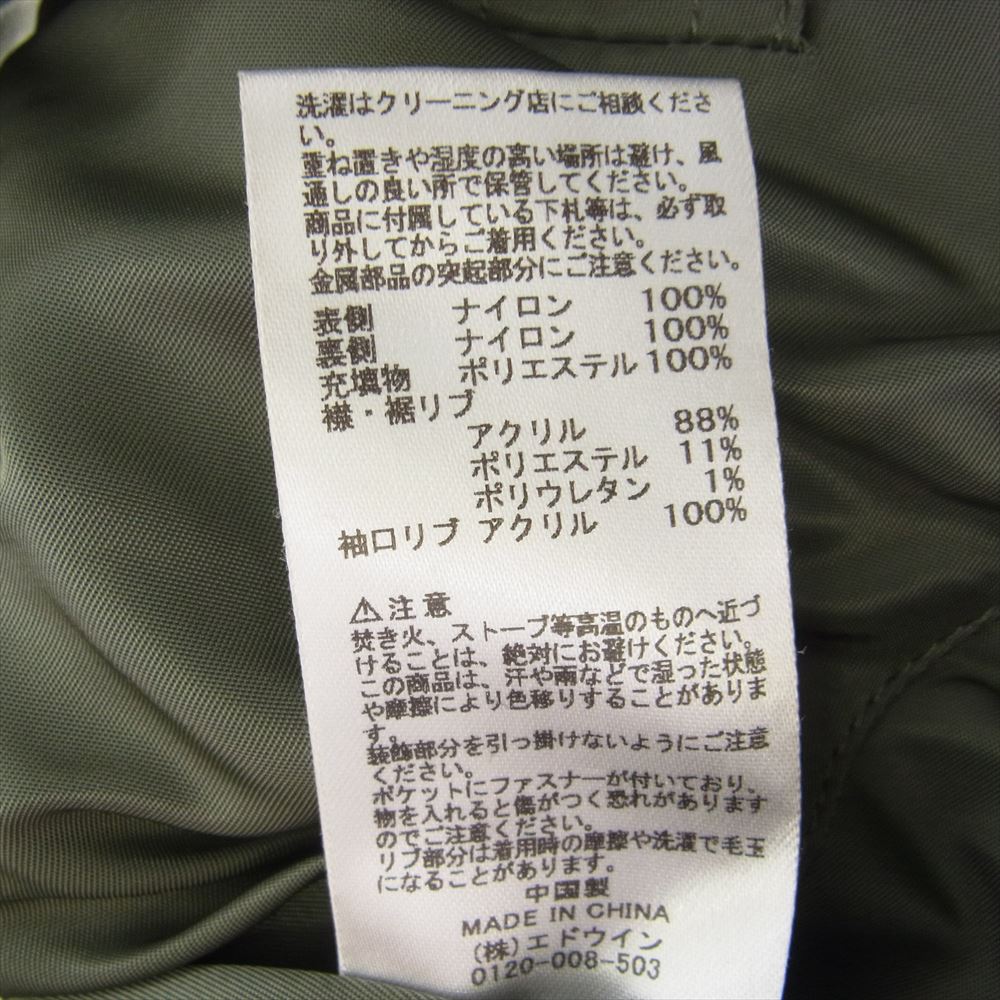 洗濯はクリーニング店にご相談くださ
い。
重ね置きや湿度の高い場所は避け、風
通しの良い所で保管してください。
商品に付属している下札等は、必ず取
り外してからご着用ください。
金属部品の突起部分にご注意ください。
表側 ナイロン 100%
裏側 ナイロン 100%
充填物 ポリエステル 100%
襟・裾リブ
アクリル 88%
ポリエステル 11%
ポリウレタン 1%
袖口リブ アクリル 100%
⚠注意
焚き火、ストーブ等高温のものへ近づ
けることは、絶対にお避けください。
この商品は、汗や雨などで湿った状態
や摩擦により色移りすることがありま
す。
装飾部分を引っ掛けないようにご注意
ください。
ポケットにファスナーが付いており、
物を入れると傷がつく恐れがあります
のでご注意ください。
リブ部分は着用時の摩擦や洗濯で毛玉
になることがあります。
中国製
MADE IN CHINA
(株)エドウイン
0120-008-503